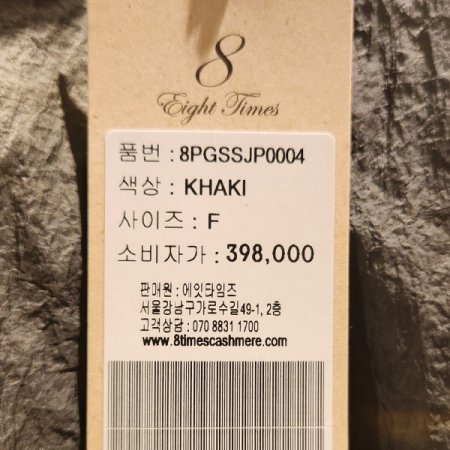 8
Eight Times
품번 : 8PGSSJP0004
색상 : KHAKI
사이즈 : F
소비자가 : 398,000
판매원 : 에잇타임즈
서울강남구가로수길49-1, 2층
고객상담 : 070 8831 1700
www.8timescashmere.com